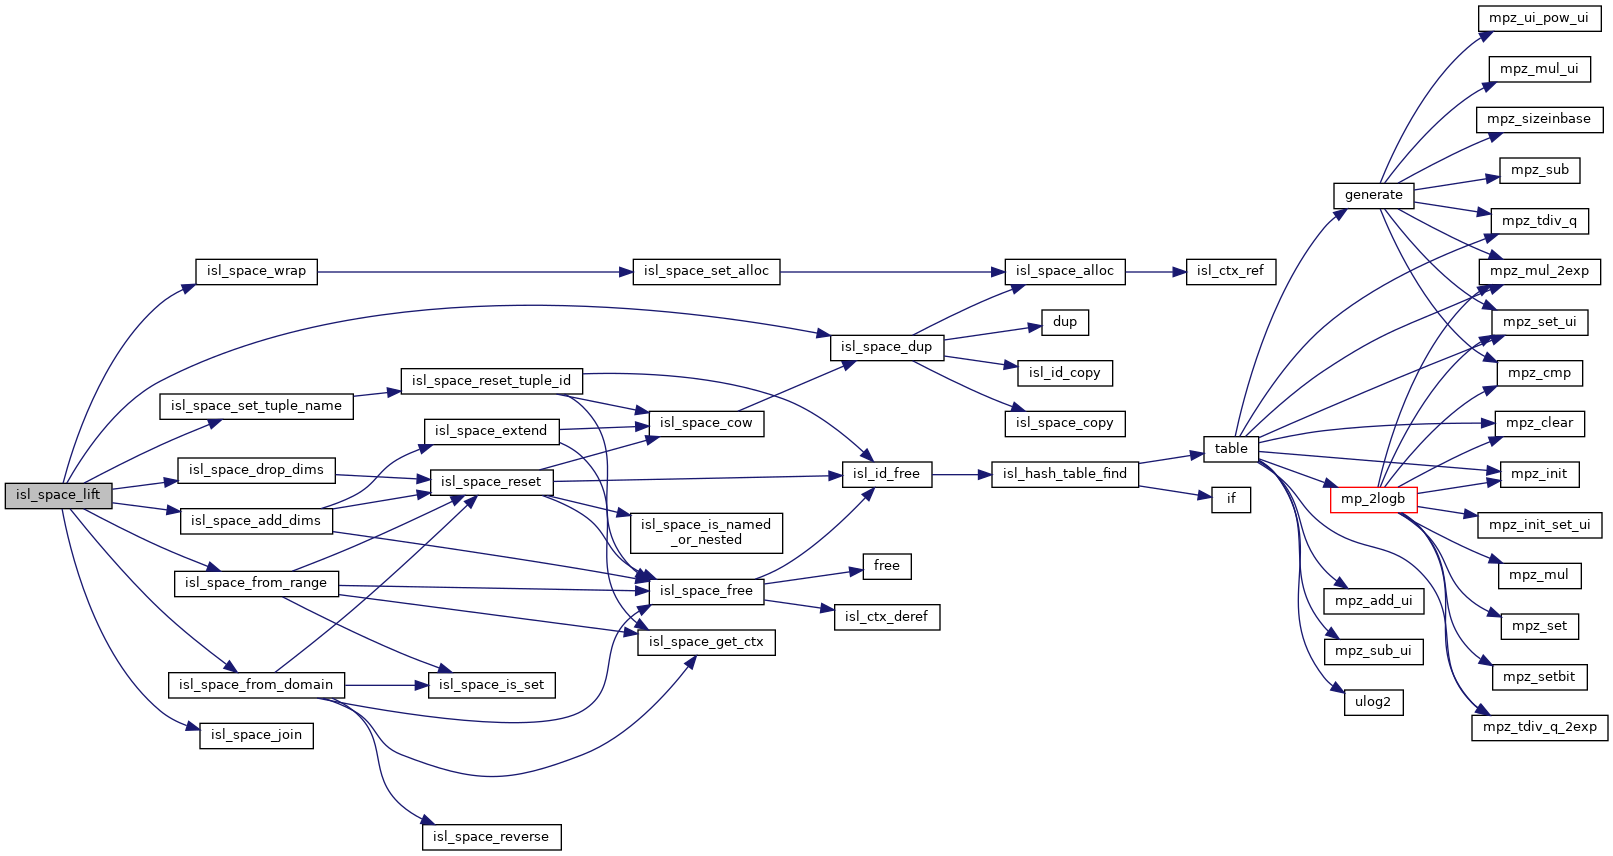 mpz_ui_pow_ui
mpz_mul_ui
mpz_sizeinbase
mpz_sub
generate
mpz_tdiv_q
isl_space_wrap
isl_space_set_alloc
isl_space_alloc
isl_ctx_ref
mpz_mul_2exp
dup
mpz_set_ui
isl_space_dup
isl_id_copy
mpz_cmp
isl_space_reset_tuple_id
isl_space_set_tuple_name
isl_space_cow
isl_space_copy
mpz_clear
isl_space_extend
table
isl_space_drop_dims
isl_space_reset
isl_id_free
isl_hash_table_find
mpz_init
isl_space_lift
if
mp_2logb
isl_space_add_dims
isl_space_is_named
_or_nested
mpz_init_set_ui
free
mpz_mul
isl_space_from_range
isl_space_free
mpz_add_ui
isl_ctx_deref
mpz_set
isl_space_get_ctx
mpz_sub_ui
isl_space_from_domain
isl_space_is_set
mpz_setbit
ulog2
isl_space_join
mpz_tdiv_q_2exp
isl_space_reverse